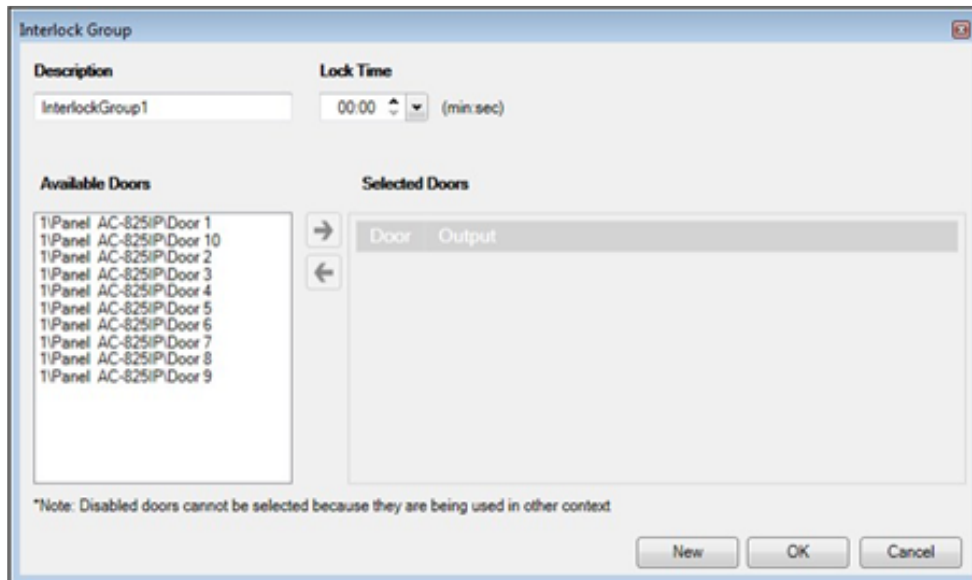 Interlock Group
Description
Lock Time
InterlockGroup1
00:00
(min:sec)
Available Doors
Selected Doors
1\Panel AC-825IP\Door 1
1\Panel AC-825IP\Door 10
1\Panel AC-825IP\Door 2
1\Panel AC-825IP\Door 3
1\Panel AC-825IP\Door 4
1\Panel AC-825IP\Door 5
1\Panel AC-825IP\Door 6
1\Panel AC-825IP\Door 7
1\Panel AC-825IP\Door 8
1\Panel AC-825IP\Door 9
Door Output
*Note: Disabled doors cannot be selected because they are being used in other context
New OK Cancel